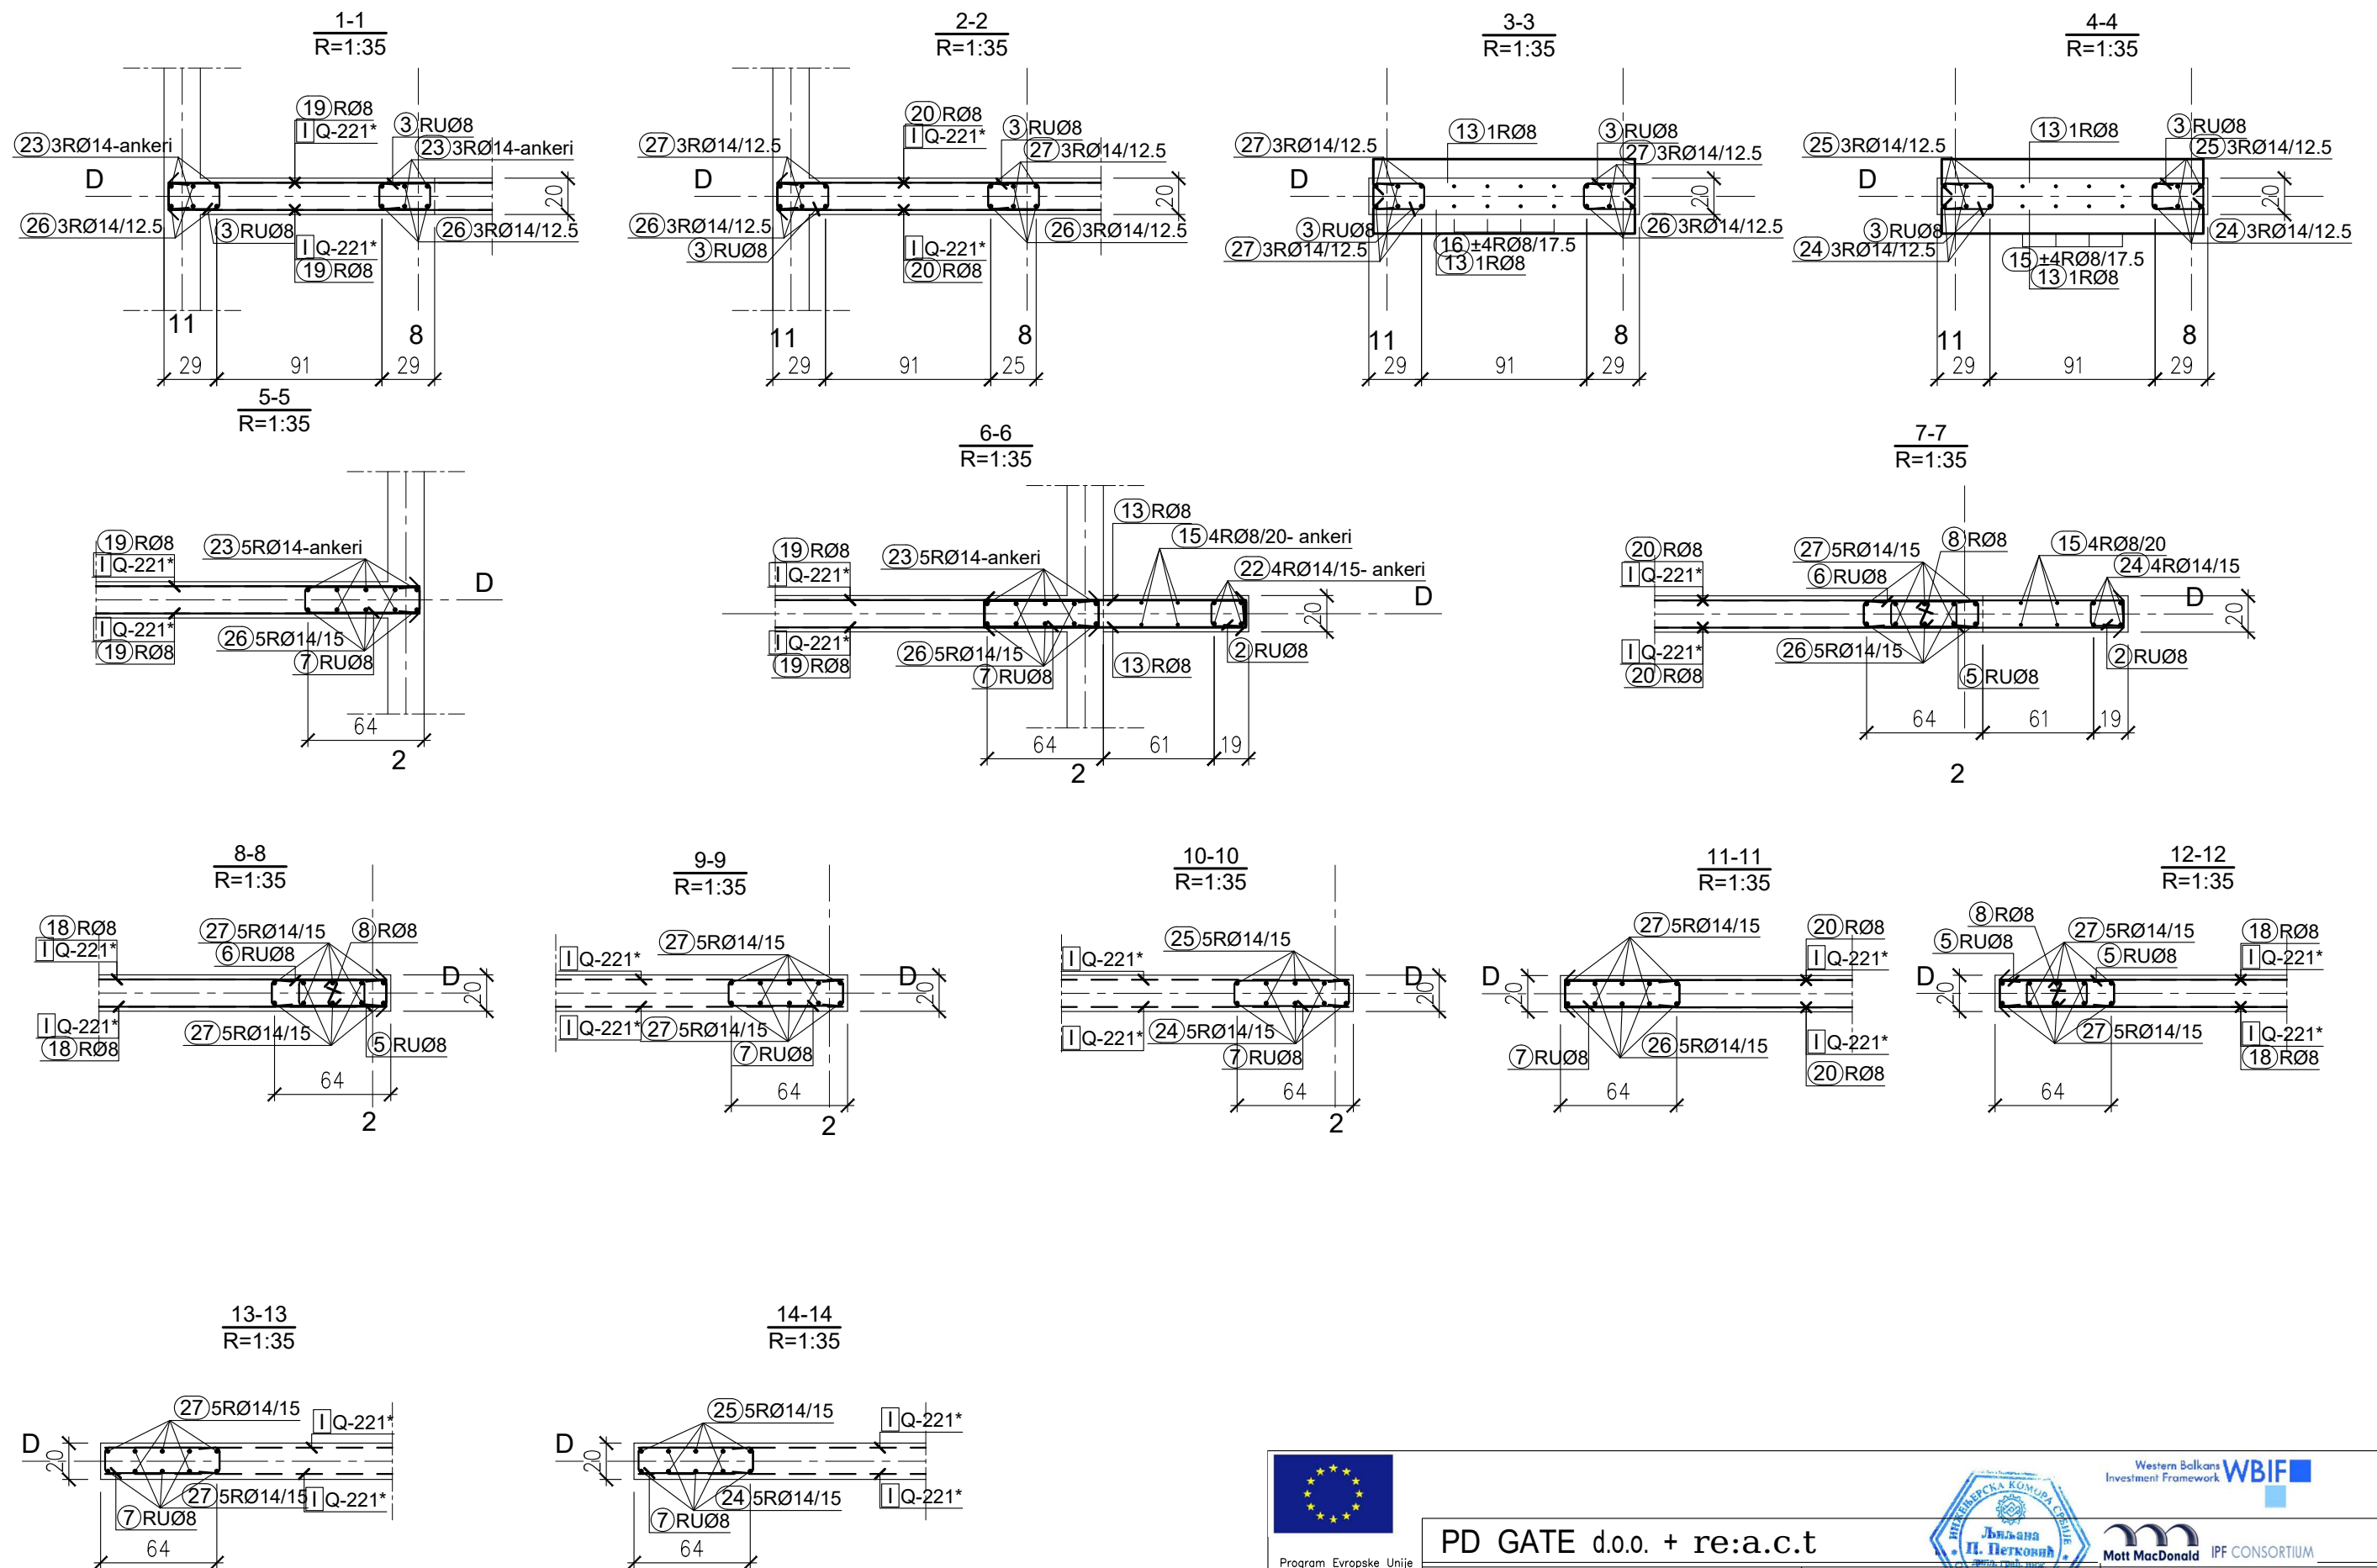 1-1
R=1:35
23 3RØ14-ankeri
19 RØ8
I Q-221*
3 RUØ8
23 3RØ14-ankeri
D
20
26 3RØ14/12.5
3 RUØ8
I Q-221*
19 RØ8
26 3RØ14/12.5
11
8
29
91
29
2-2
R=1:35
27 3RØ14/12.5
20 RØ8
I Q-221*
3 RUØ8
27 3RØ14/12.5
D
20
26 3RØ14/12.5
3 RUØ8
I Q-221*
20 RØ8
26 3RØ14/12.5
11
8
29
91
25
3-3
R=1:35
27 3RØ14/12.5
13 1RØ8
3 RUØ8
27 3RØ14/12.5
D
20
3 RUØ8
27 3RØ14/12.5
16 ±4RØ8/17.5
13 1RØ8
26 3RØ14/12.5
11
8
29
91
29
4-4
R=1:35
25 3RØ14/12.5
13 1RØ8
3 RUØ8
25 3RØ14/12.5
D
20
3 RUØ8
24 3RØ14/12.5
15 ±4RØ8/17.5
13 1RØ8
24 3RØ14/12.5
11
8
29
91
29
5-5
R=1:35
19 RØ8
I Q-221*
23 5RØ14-ankeri
D
I Q-221*
19 RØ8
26 5RØ14/15
7 RUØ8
64
2
6-6
R=1:35
13 RØ8
15 4RØ8/20- ankeri
19 RØ8
I Q-221*
23 5RØ14-ankeri
22 4RØ14/15- ankeri
D
20
I Q-221*
19 RØ8
26 5RØ14/15
7 RUØ8
13 RØ8
2 RUØ8
64
61
19
2
7-7
R=1:35
20 RØ8
I Q-221*
27 5RØ14/15
8 RØ8
6 RUØ8
15 4RØ8/20
24 4RØ14/15
D
20
I Q-221*
20 RØ8
26 5RØ14/15
5 RUØ8
2 RUØ8
64
61
19
2
8-8
R=1:35
18 RØ8
I Q-221*
27 5RØ14/15
8 RØ8
6 RUØ8
D
20
I Q-221*
18 RØ8
27 5RØ14/15
5 RUØ8
64
2
9-9
R=1:35
I Q-221*
27 5RØ14/15
D
20
I Q-221*
27 5RØ14/15
7 RUØ8
64
2
10-10
R=1:35
I Q-221*
25 5RØ14/15
D
20
I Q-221*
24 5RØ14/15
7 RUØ8
64
2
11-11
R=1:35
27 5RØ14/15
20 RØ8
I Q-221*
D
20
7 RUØ8
26 5RØ14/15
I Q-221*
20 RØ8
64
12-12
R=1:35
8 RØ8
5 RUØ8
27 5RØ14/15
5 RUØ8
18 RØ8
I Q-221*
D
20
27 5RØ14/15
I Q-221*
18 RØ8
64
13-13
R=1:35
27 5RØ14/15
I Q-221*
D
20
27 5RØ14/15
I Q-221*
7 RUØ8
64
14-14
R=1:35
25 5RØ14/15
I Q-221*
D
20
24 5RØ14/15
I Q-221*
7 RUØ8
64
Program Evropske Unije
PD GATE d.o.o. + re:a.c.t
ИНЖЕЊЕРСКА КОМОРА СРБИЈЕ
Љиљана
П. Петковић
Western Balkans
Investment Framework
WBIF
Mott MacDonald
IPF CONSORTIUM